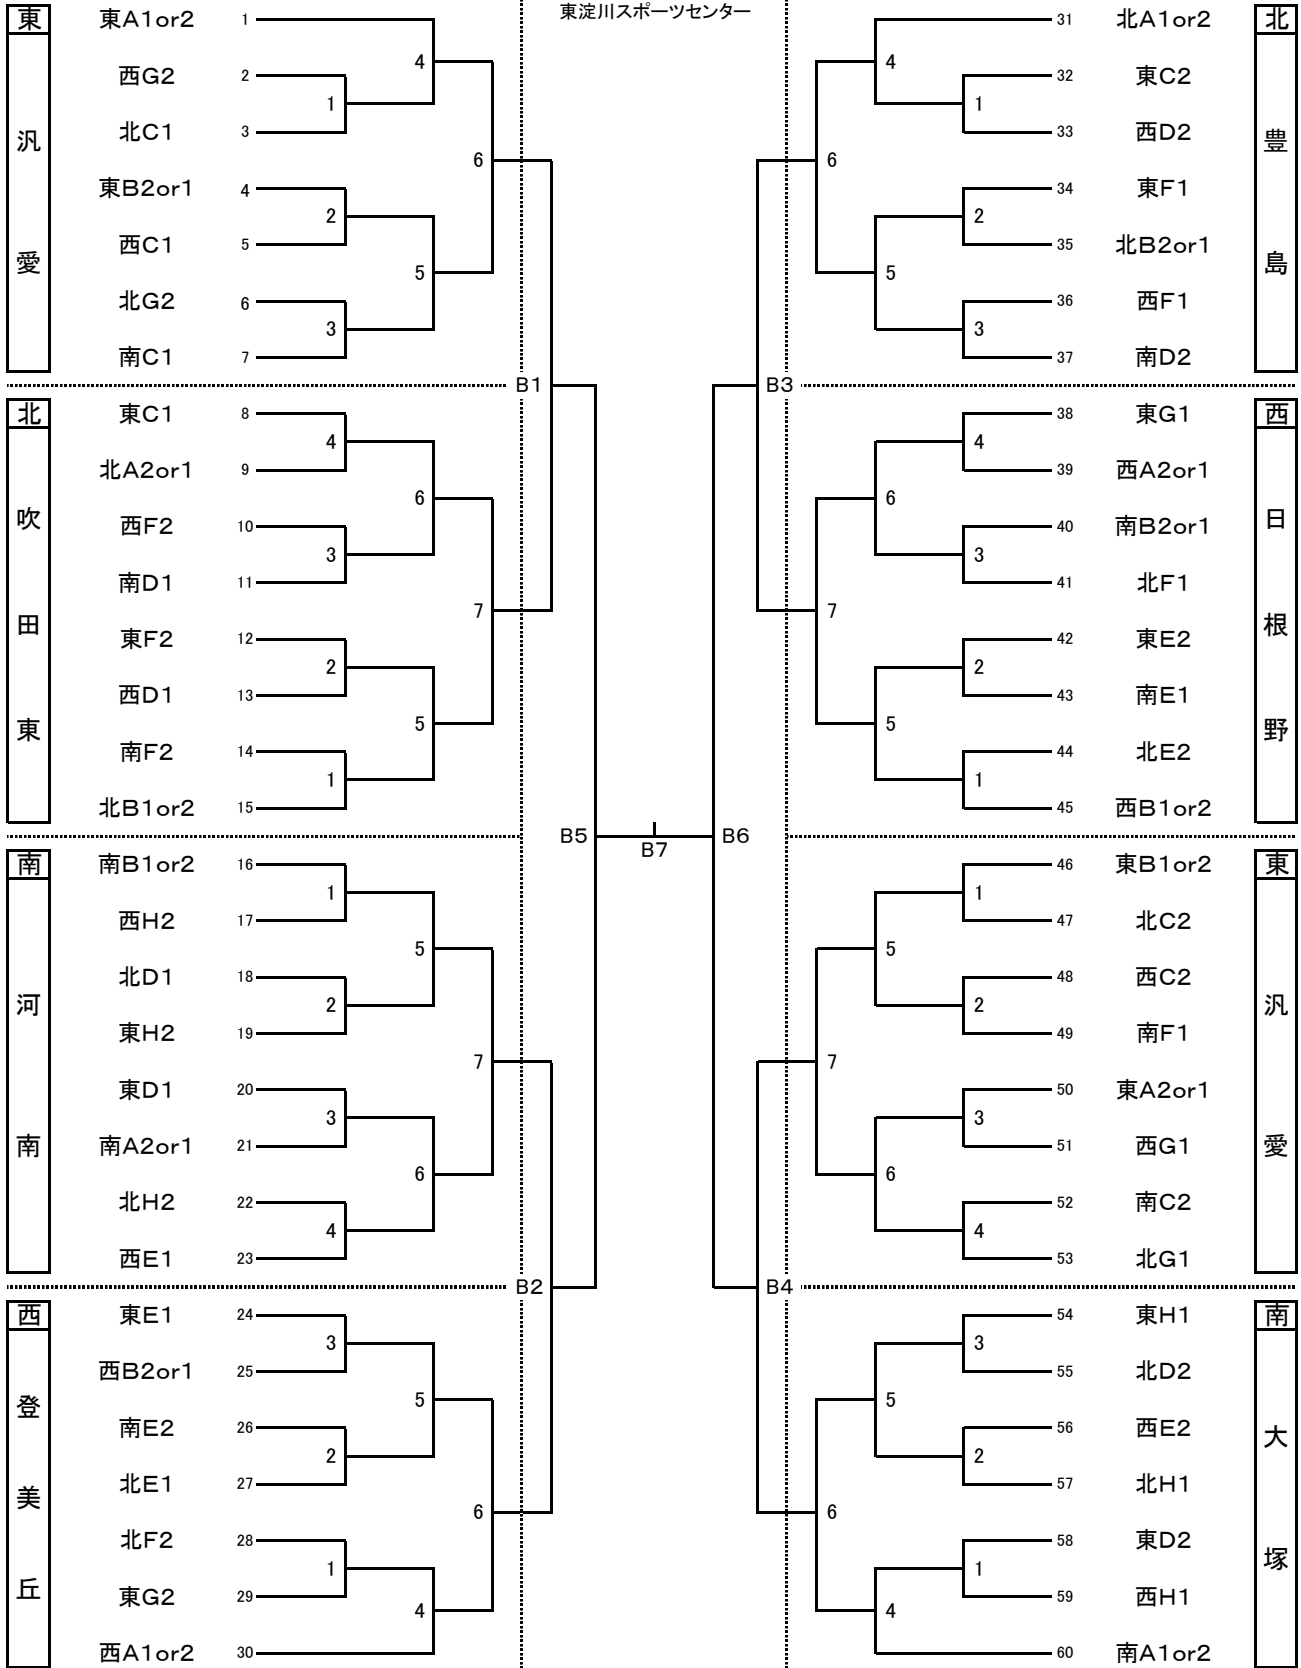 東淀川スポーツセンター
東 汎愛
東A1or2 1
西G2 2
北C1 3
東B2or1 4
西C1 5
北G2 6
南C1 7
1
2
3
4
5
6
北 吹田東
東C1 8
北A2or1 9
西F2 10
南D1 11
東F2 12
西D1 13
南F2 14
北B1or2 15
4
3
2
1
6
5
7
南 河南
南B1or2 16
西H2 17
北D1 18
東H2 19
東D1 20
南A2or1 21
北H2 22
西E1 23
1
2
3
4
5
6
7
西 登美丘
東E1 24
西B2or1 25
南E2 26
北E1 27
北F2 28
東G2 29
西A1or2 30
3
2
1
5
4
6
B1
B2
B5
B7
B6
B3
B4
北 豊島
31 北A1or2
32 東C2
33 西D2
34 東F1
35 北B2or1
36 西F1
37 南D2
1
2
3
4
5
6
西 日根野
38 東G1
39 西A2or1
40 南B2or1
41 北F1
42 東E2
43 南E1
44 北E2
45 西B1or2
4
3
2
1
6
5
7
東 汎愛
46 東B1or2
47 北C2
48 西C2
49 南F1
50 東A2or1
51 西G1
52 南C2
53 北G1
1
2
3
4
5
6
7
南 大塚
54 東H1
55 北D2
56 西E2
57 北H1
58 東D2
59 西H1
60 南A1or2
3
2
1
5
4
6